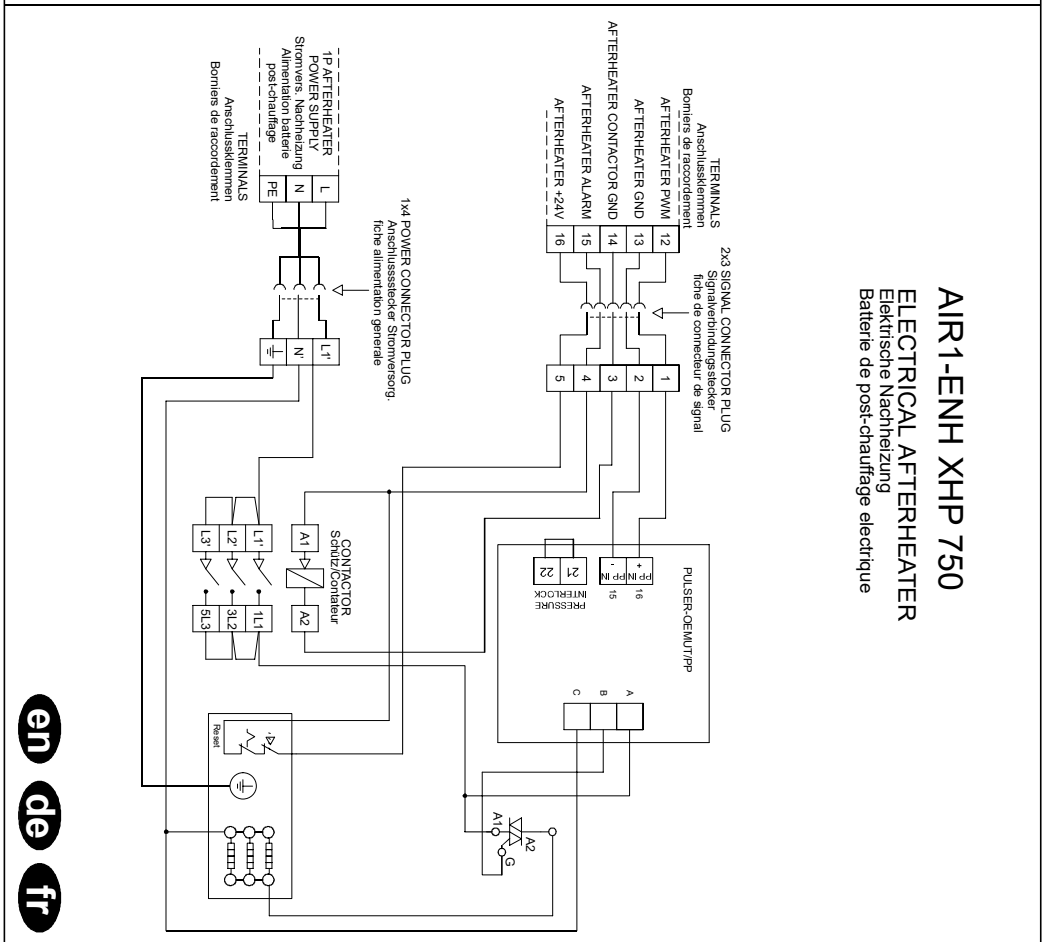 AIR1-ENH XHP 750
ELECTRICAL AFTERHEATER
Elektrische Nachheizung
Batterie de post-chauffage electrique
TERMINALS
Anschlussklemmen
Borniers de raccordement
AFTERHEATER PWM
AFTERHEATER GND
AFTERHEATER CONTACTOR GND
AFTERHEATER ALARM
AFTERHEATER +24V
12
13
14
15
16
2x3 SIGNAL CONNECTOR PLUG
Signalverbindungsstecker
fiche de connecteur de signal
1
2
3
4
5
PULSER-OEMUT/PP
PP IN +
16
PP IN -
15
21
22
PRESSURE
INTERLOCK
A
B
C
1P AFTERHEATER
POWER SUPPLY
Stromvers. Nachheizung
Alimentation batterie
post-chauffage
L
N
PE
TERMINALS
Anschlussklemmen
Borniers de raccordement
1x4 POWER CONNECTOR PLUG
Anschlusssstecker Stromversorg.
fiche alimentation generale
L1'
N'
CONTACTOR
Schütz/Contateur
A1
A2
L1'
L2'
L3'
1L1
3L2
5L3
A1
A2
G
Reset
en
de
fr